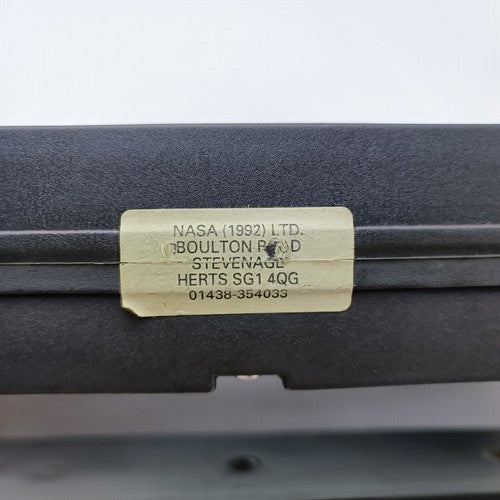 NASA (1992) LTD.
BOULTON ROAD
STEVENAGE
HERTS SG1 4QG
01438-354033